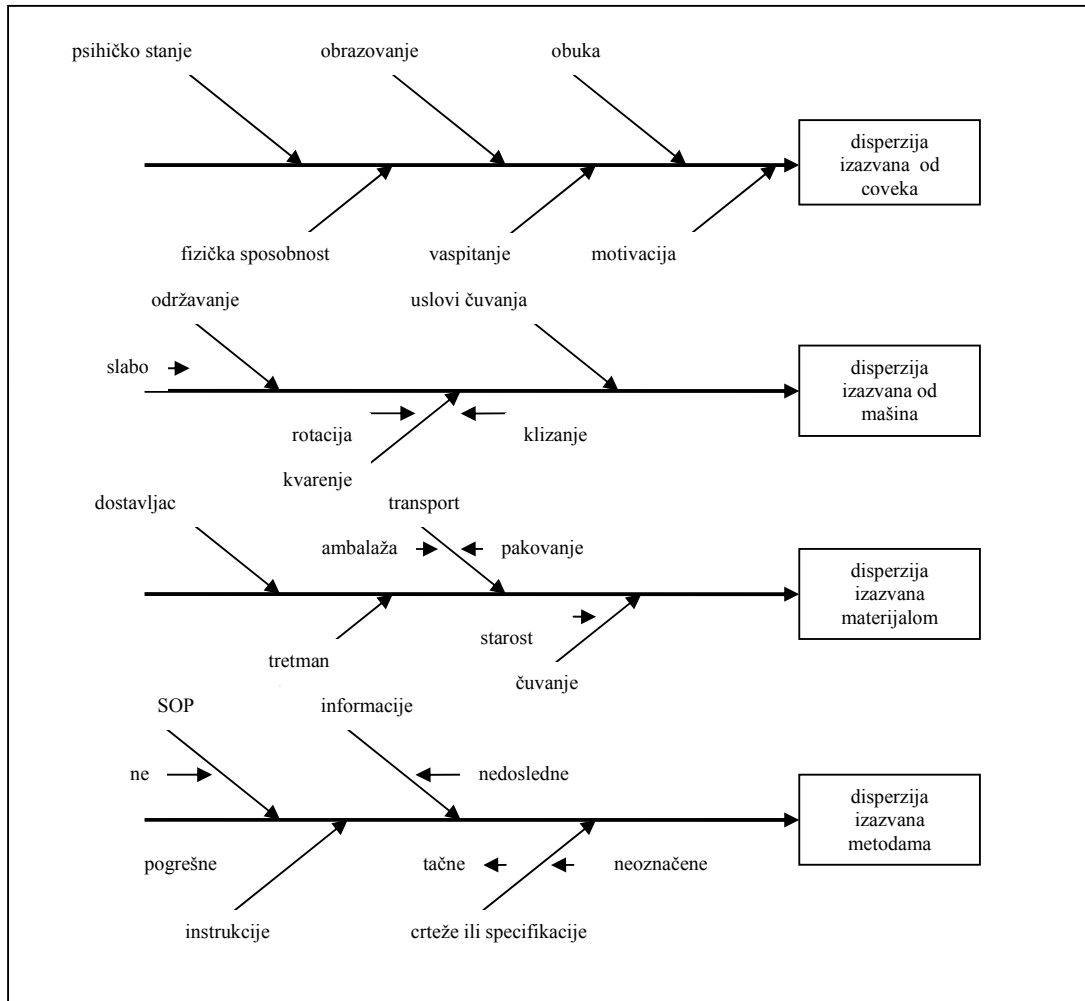 psihičko stanje
obrazovanje
obuka
disperzija
izazvana od
coveka
fizička sposobnost
vaspitanje
motivacija
održavanje
uslovi čuvanja
slabo
disperzija
izazvana od
mašina
rotacija
klizanje
kvarenje
dostavljac
transport
ambalaža
pakovanje
disperzija
izazvana
materijalom
starost
tretman
čuvanje
SOP
informacije
ne
nedosledne
disperzija
izazvana
metodama
pogrešne
tačne
neoznačene
instrukcije
crteže ili specifikacije